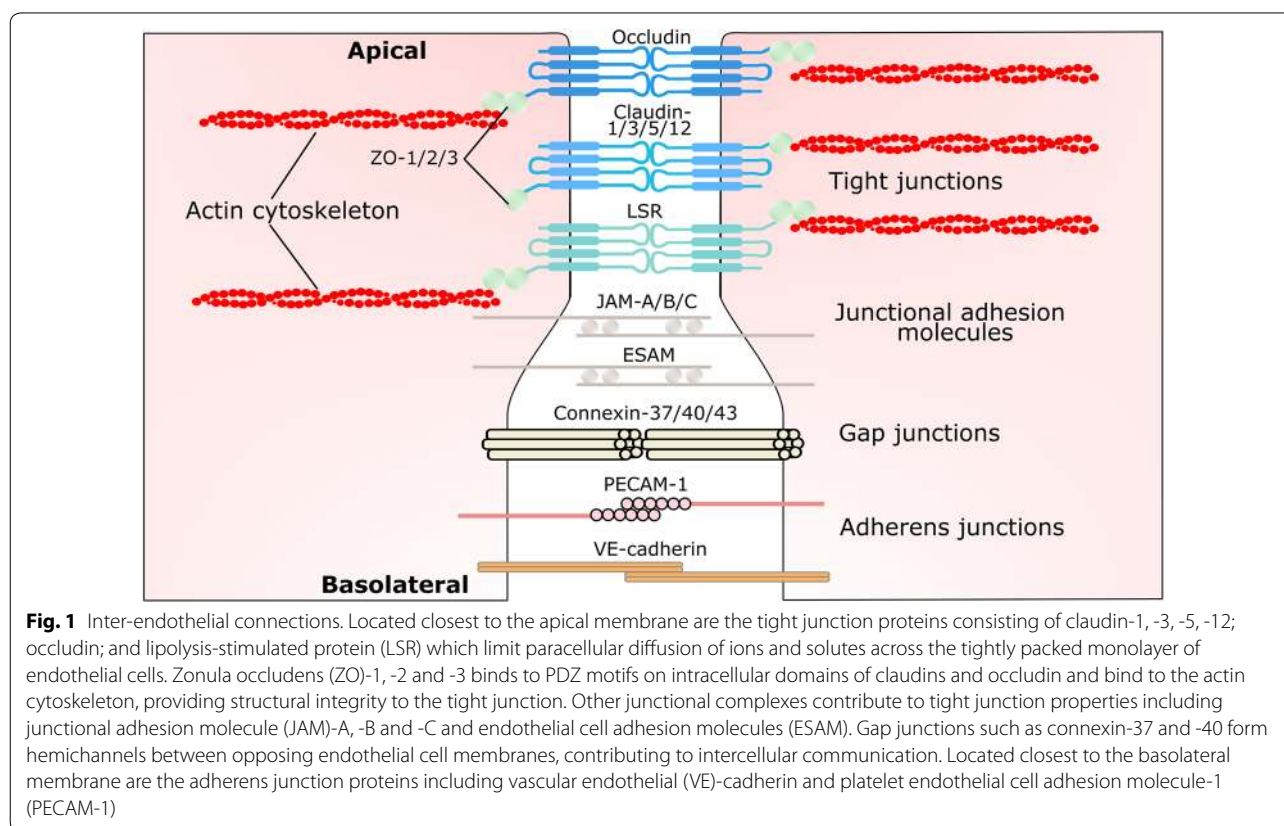 Apical
Occludin
Claudin-
1/3/5/12
ZO-1/2/3
Tight junctions
Actin cytoskeleton
LSR
JAM-A/B/C
Junctional adhesion
molecules
ESAM
Connexin-37/40/43
Gap junctions
PECAM-1
Adherens junctions
VE-cadherin
Basolateral
Fig. 1 Inter-endothelial connections. Located closest to the apical membrane are the tight junction proteins consisting of claudin-1, -3, -5, -12;
occludin; and lipolysis-stimulated protein (LSR) which limit paracellular diffusion of ions and solutes across the tightly packed monolayer of
endothelial cells. Zonula occludens (ZO)-1, -2 and -3 binds to PDZ motifs on intracellular domains of claudins and occludin and bind to the actin
cytoskeleton, providing structural integrity to the tight junction. Other junctional complexes contribute to tight junction properties including
junctional adhesion molecule (JAM)-A, -B and -C and endothelial cell adhesion molecules (ESAM). Gap junctions such as connexin-37 and -40 form
hemichannels between opposing endothelial cell membranes, contributing to intercellular communication. Located closest to the basolateral
membrane are the adherens junction proteins including vascular endothelial (VE)-cadherin and platelet endothelial cell adhesion molecule-1
(PECAM-1)